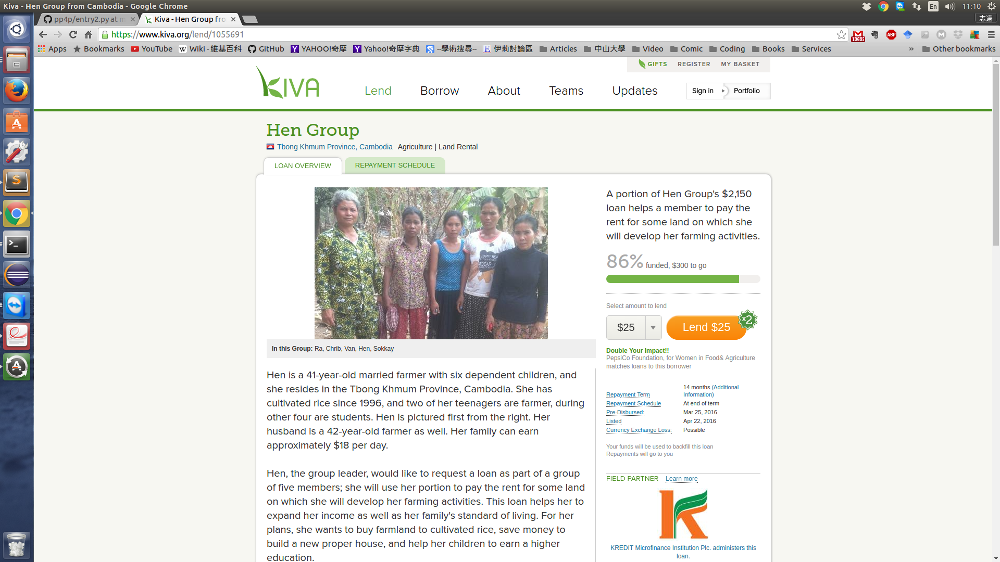 Kiva - Hen Group from Cambodia - Google Chrome
En
11:10
pp4p/entry2.py at m
Kiva - Hen Group fro
志遠
https://www.kiva.org/lend/1055691
10692
ABP
Apps
Bookmarks
YouTube
Wiki - 維基百科
GitHub
YAHOO!奇摩
Yahoo!奇摩字典
--學術搜尋--
伊莉討論區
Articles
中山大學
Video
Comic
Coding
Books
Services
»
Other bookmarks
GIFTS
REGISTER
MY BASKET
KIVA
Lend
Borrow
About
Teams
Updates
Sign in
Portfolio
Hen Group
Tbong Khmum Province, Cambodia Agriculture | Land Rental
LOAN OVERVIEW
REPAYMENT SCHEDULE
In this Group: Ra, Chrib, Van, Hen, Sokkay
Hen is a 41-year-old married farmer with six dependent children, and
she resides in the Tbong Khmum Province, Cambodia. She has
cultivated rice since 1996, and two of her teenagers are farmer, during
other four are students. Hen is pictured first from the right. Her
husband is a 42-year-old farmer as well. Her family can earn
approximately $18 per day.
Hen, the group leader, would like to request a loan as part of a group
of five members; she will use her portion to pay the rent for some land
on which she will develop her farming activities. This loan helps her to
expand her income as well as her family's standard of living. For her
plans, she wants to buy farmland to cultivated rice, save money to
build a new proper house, and help her children to earn a higher
education.
A portion of Hen Group's $2,150
loan helps a member to pay the
rent for some land on which she
will develop her farming activities.
86% funded, $300 to go
Select amount to lend
$25
Lend $25
x2
Double Your Impact!!
PepsiCo Foundation, for Women in Food& Agriculture
matches loans to this borrower
Repayment Term 14 months (Additional
Information)
Repayment Schedule At end of term
Pre-Disbursed: Mar 25, 2016
Listed Apr 22, 2016
Currency Exchange Loss: Possible
Your funds will be used to backfill this loan
Repayments will go to you
FIELD PARTNER Learn more
KREDIT Microfinance Institution Plc. administers this
loan.